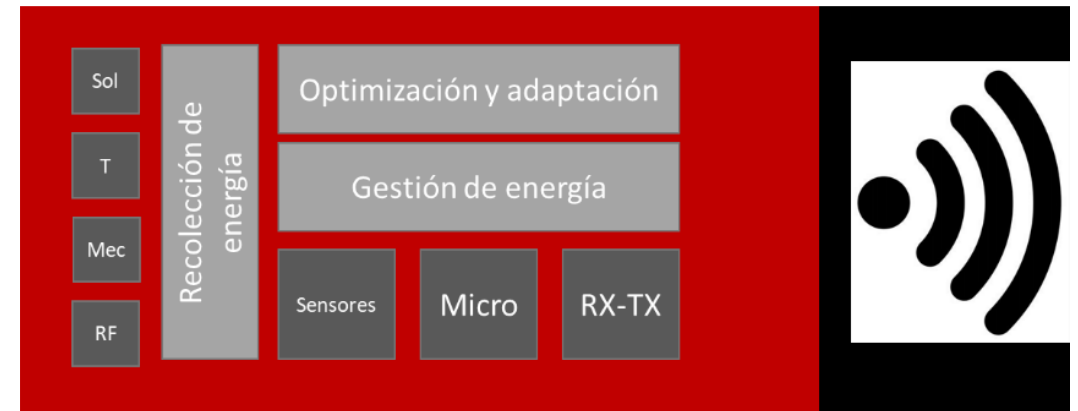 Sol
T
Mec
RF
Recolección de
energía
Optimización y adaptación
Gestión de energía
Sensores
Micro
RX-TX